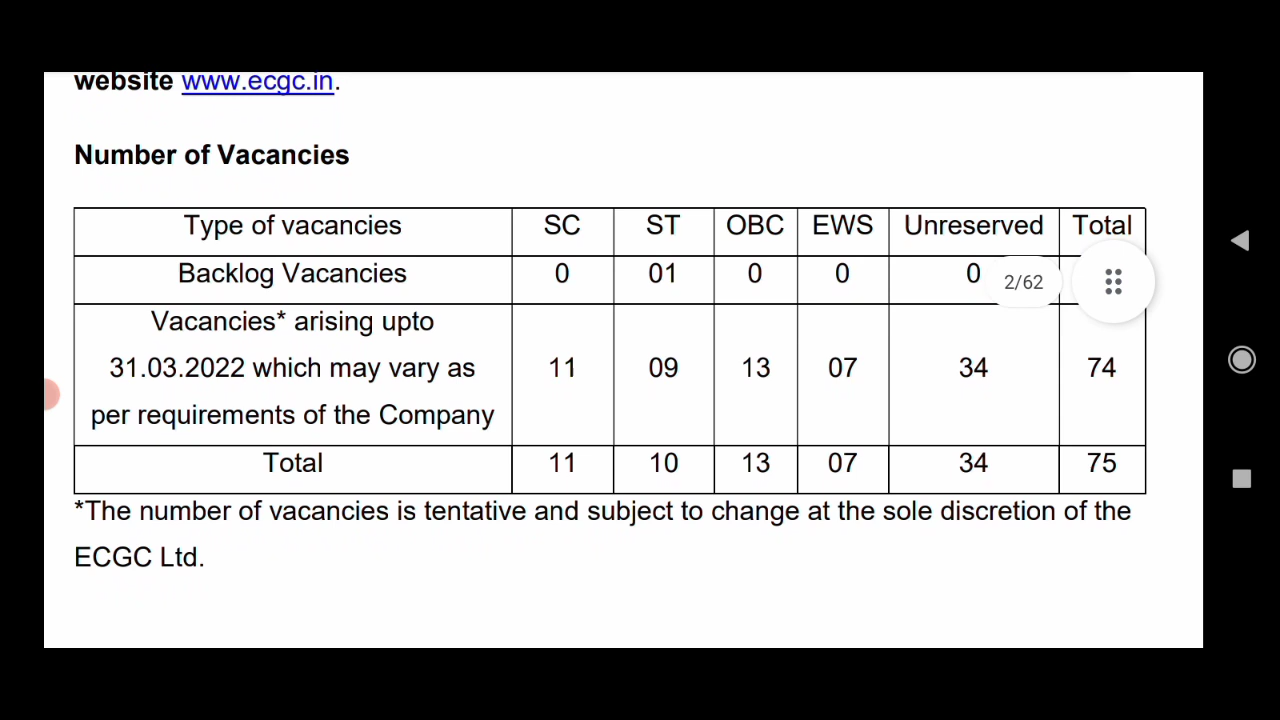 website www.ecgc.in.
Number of Vacancies
Type of vacancies SC ST OBC EWS Unreserved Total
Backlog Vacancies 0 01 0 0 0
2/62
Vacancies* arising upto
31.03.2022 which may vary as
per requirements of the Company
11 09 13 07 34 74
Total 11 10 13 07 34 75
*The number of vacancies is tentative and subject to change at the sole discretion of the
ECGC Ltd.